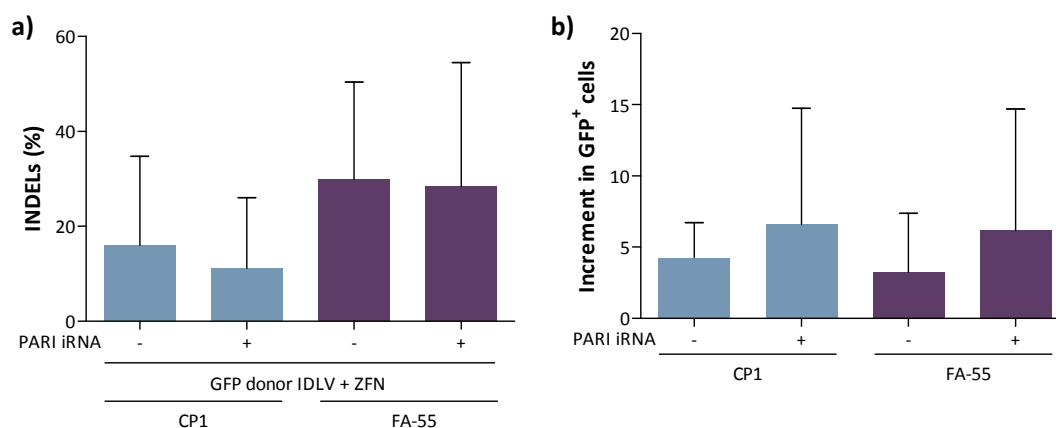 a)
INDELs (%)
60
40
20
0
PARI iRNA - + - +
GFP donor IDLV + ZFN
CP1 FA-55
b)
Increment in GFP+ cells
20
15
10
5
0
PARI iRNA - + - +
CP1 FA-55